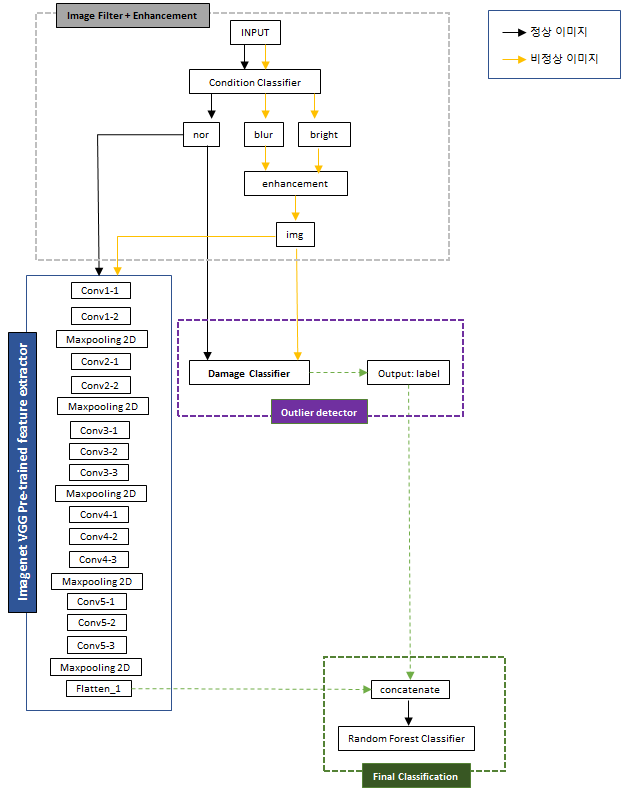 Image Filter + Enhancement
INPUT
정상 이미지
비정상 이미지
Condition Classifier
nor
blur
bright
enhancement
img
Imagenet VGG Pre-trained feature extractor
Conv1-1
Conv1-2
Maxpooling 2D
Conv2-1
Conv2-2
Maxpooling 2D
Conv3-1
Conv3-2
Conv3-3
Maxpooling 2D
Conv4-1
Conv4-2
Conv4-3
Maxpooling 2D
Conv5-1
Conv5-2
Conv5-3
Maxpooling 2D
Flatten_1
Damage Classifier
Output: label
Outlier detector
concatenate
Random Forest Classifier
Final Classification